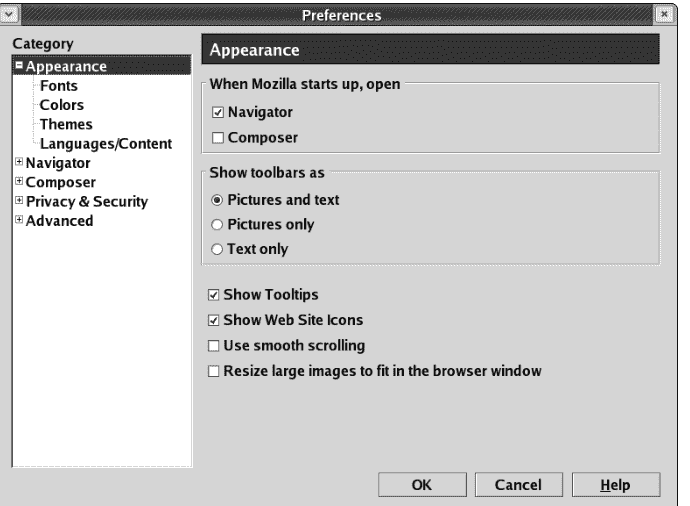 Preferences
Category
Appearance
Fonts
Colors
Themes
Languages/Content
Navigator
Composer
Privacy & Security
Advanced
Appearance
When Mozilla starts up, open
Navigator
Composer
Show toolbars as
Pictures and text
Pictures only
Text only
Show Tooltips
Show Web Site Icons
Use smooth scrolling
Resize large images to fit in the browser window
OK
Cancel
Help